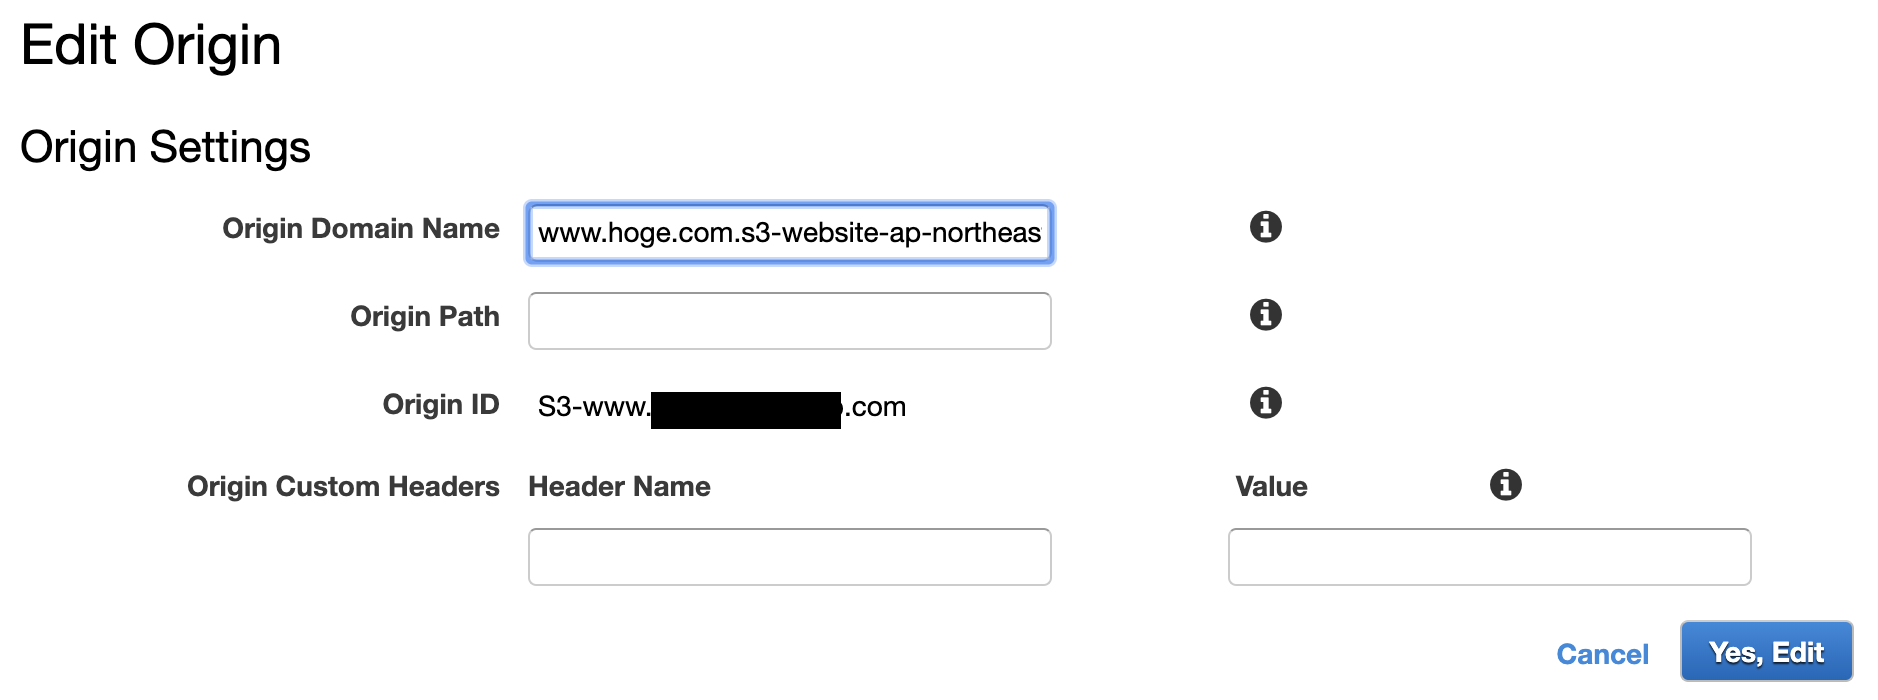 Edit Origin
Origin Settings
Origin Domain Name www.hoge.com.s3-website-ap-northeas
Origin Path
Origin ID S3-www. .com
Origin Custom Headers Header Name Value
Cancel Yes, Edit